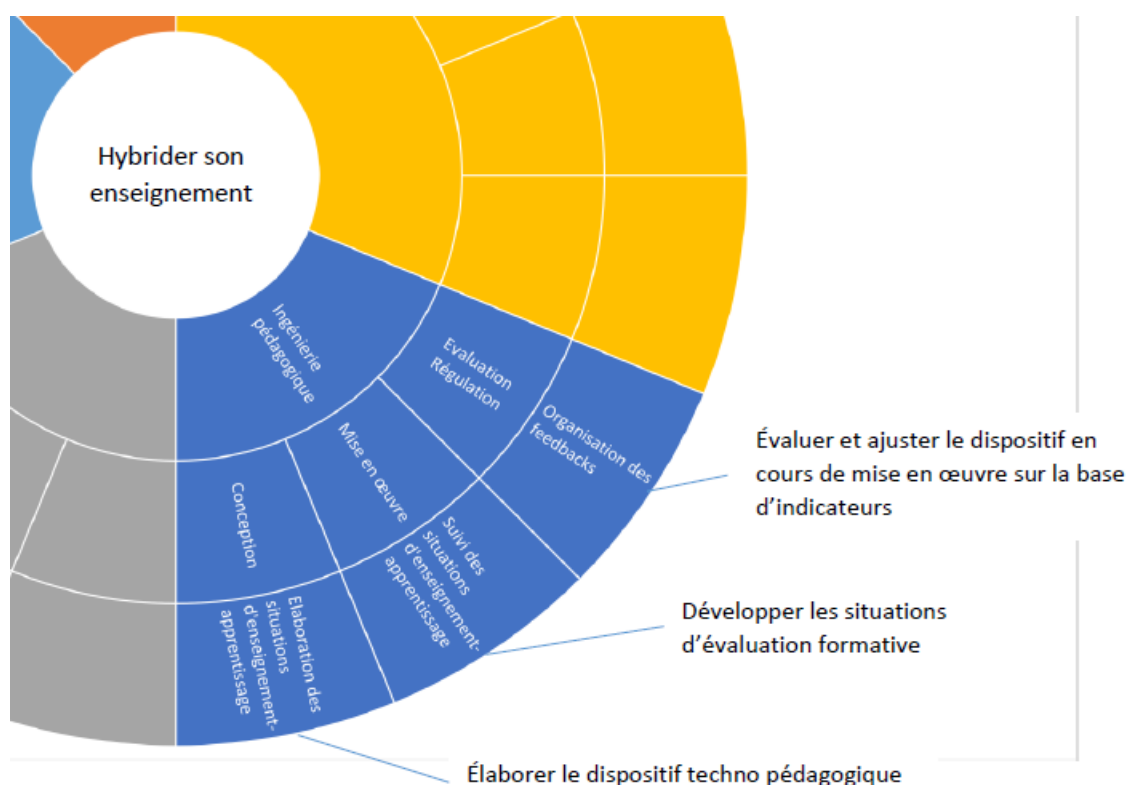 Hybrider son
enseignement
Ingénierie
pédagogique
Evaluation
Régulation
Organisation des
feedbacks
Évaluer et ajuster le dispositif en
cours de mise en œuvre sur la base
d'indicateurs
Mise en œuvre
Suivi des
situations
d'enseignement-
apprentissage
Développer les situations
d'évaluation formative
Conception
Elaboration des
situations
d'enseignement-
apprentissage
Élaborer le dispositif techno pédagogique